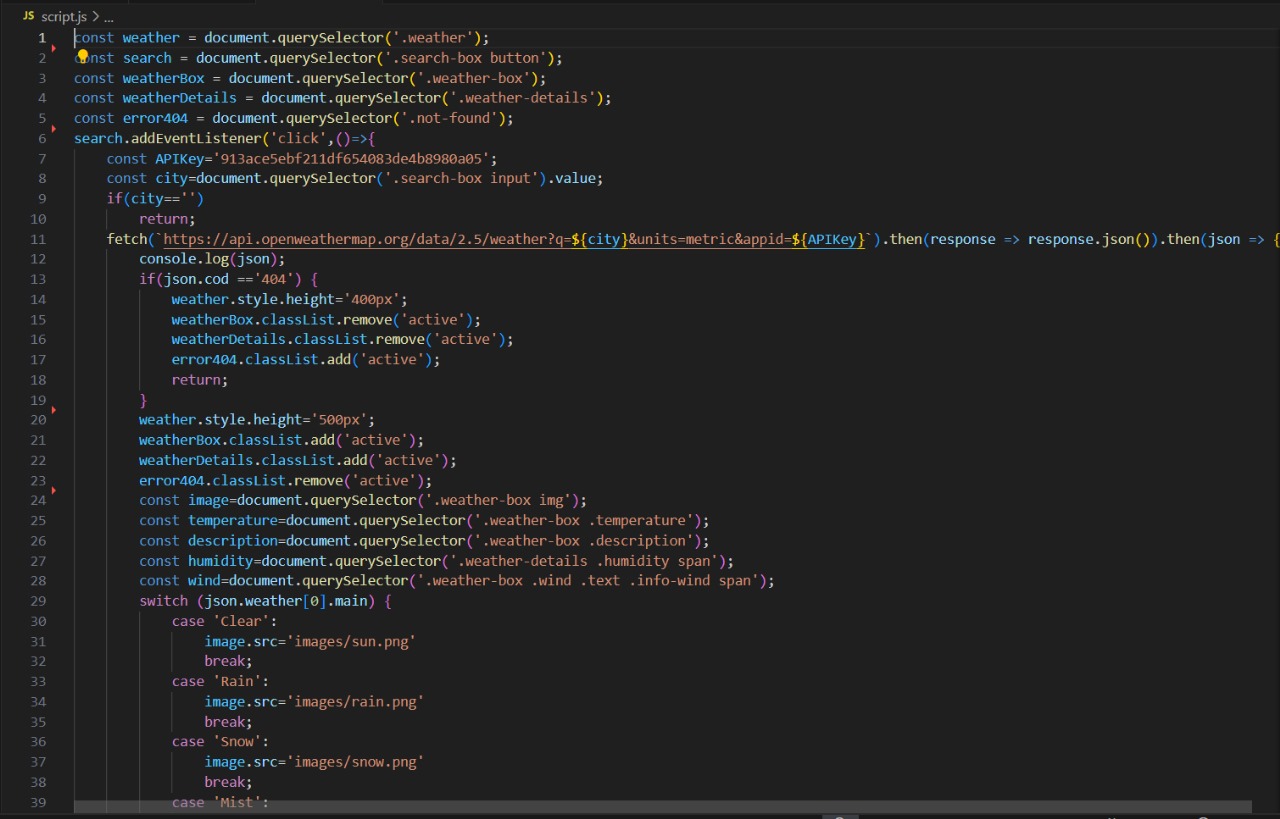 JS script.js > ...
1 const weather = document.querySelector('.weather');
2 const search = document.querySelector('.search-box button');
3 const weatherBox = document.querySelector('.weather-box');
4 const weatherDetails = document.querySelector('.weather-details');
5 const error404 = document.querySelector('.not-found');
6 search.addEventListener('click',()=>{
7     const APIKey='913ace5ebf211df654083de4b8980a05';
8     const city=document.querySelector('.search-box input').value;
9     if(city=='')
10         return;
11     fetch(`https://api.openweathermap.org/data/2.5/weather?q=${city}&units=metric&appid=${APIKey}`).then(response => response.json()).then(json => {
12         console.log(json);
13         if(json.cod =='404') {
14             weather.style.height='400px';
15             weatherBox.classList.remove('active');
16             weatherDetails.classList.remove('active');
17             error404.classList.add('active');
18             return;
19         }
20         weather.style.height='500px';
21         weatherBox.classList.add('active');
22         weatherDetails.classList.add('active');
23         error404.classList.remove('active');
24         const image=document.querySelector('.weather-box img');
25         const temperature=document.querySelector('.weather-box .temperature');
26         const description=document.querySelector('.weather-box .description');
27         const humidity=document.querySelector('.weather-details .humidity span');
28         const wind=document.querySelector('.weather-box .wind .text .info-wind span');
29         switch (json.weather[0].main) {
30             case 'Clear':
31                 image.src='images/sun.png'
32                 break;
33             case 'Rain':
34                 image.src='images/rain.png'
35                 break;
36             case 'Snow':
37                 image.src='images/snow.png'
38                 break;
39             case 'Mist':